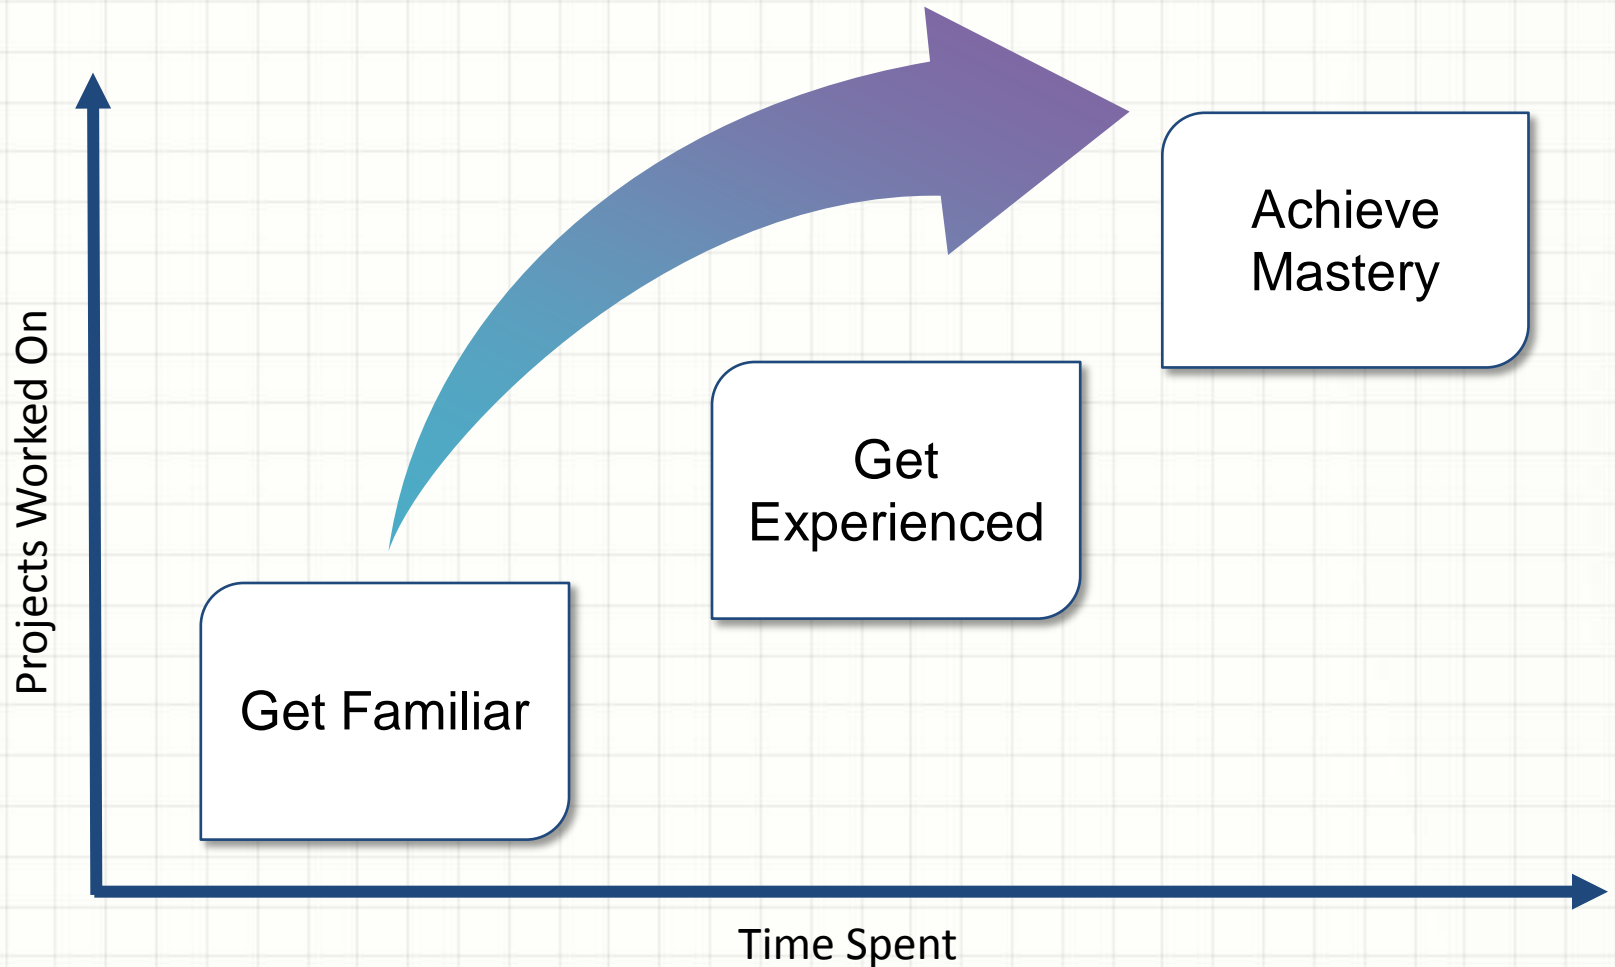 Achieve
Mastery
Get
Experienced
Get Familiar
Projects Worked On
Time Spent